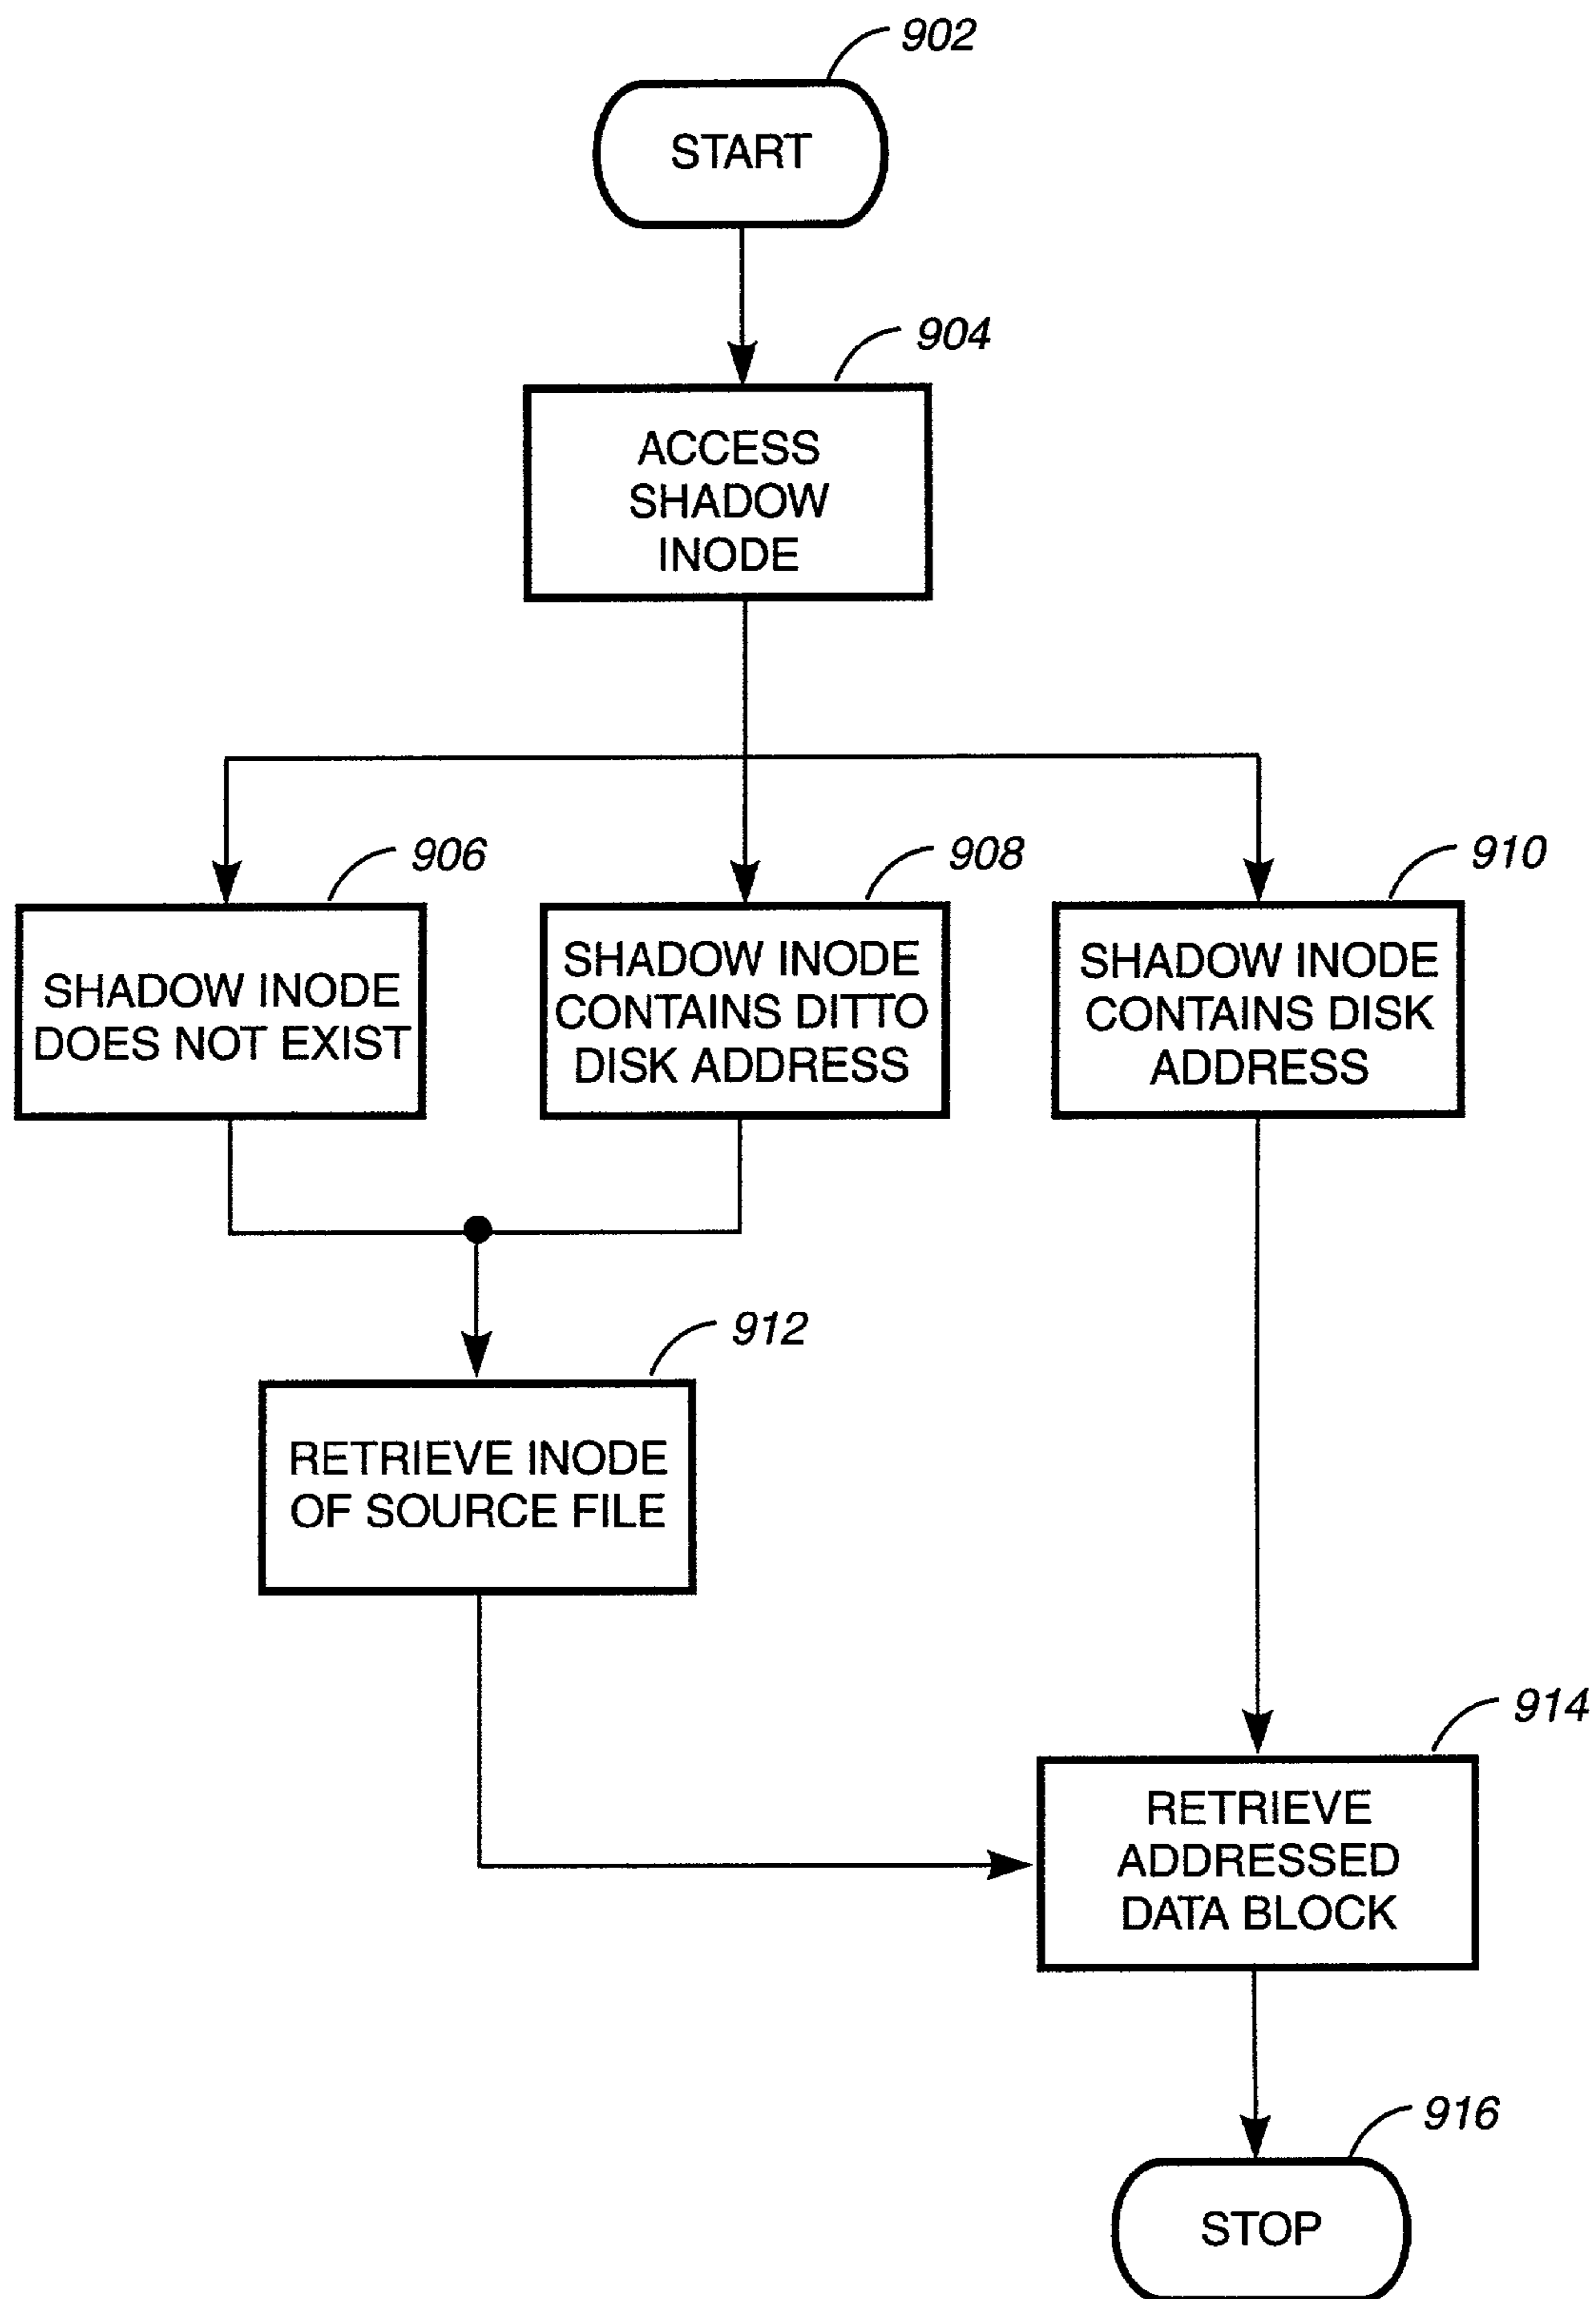 902
START
904
ACCESS
SHADOW
INODE
906
SHADOW INODE
DOES NOT EXIST
908
SHADOW INODE
CONTAINS DITTO
DISK ADDRESS
910
SHADOW INODE
CONTAINS DISK
ADDRESS
912
RETRIEVE INODE
OF SOURCE FILE
914
RETRIEVE
ADDRESSED
DATA BLOCK
916
STOP